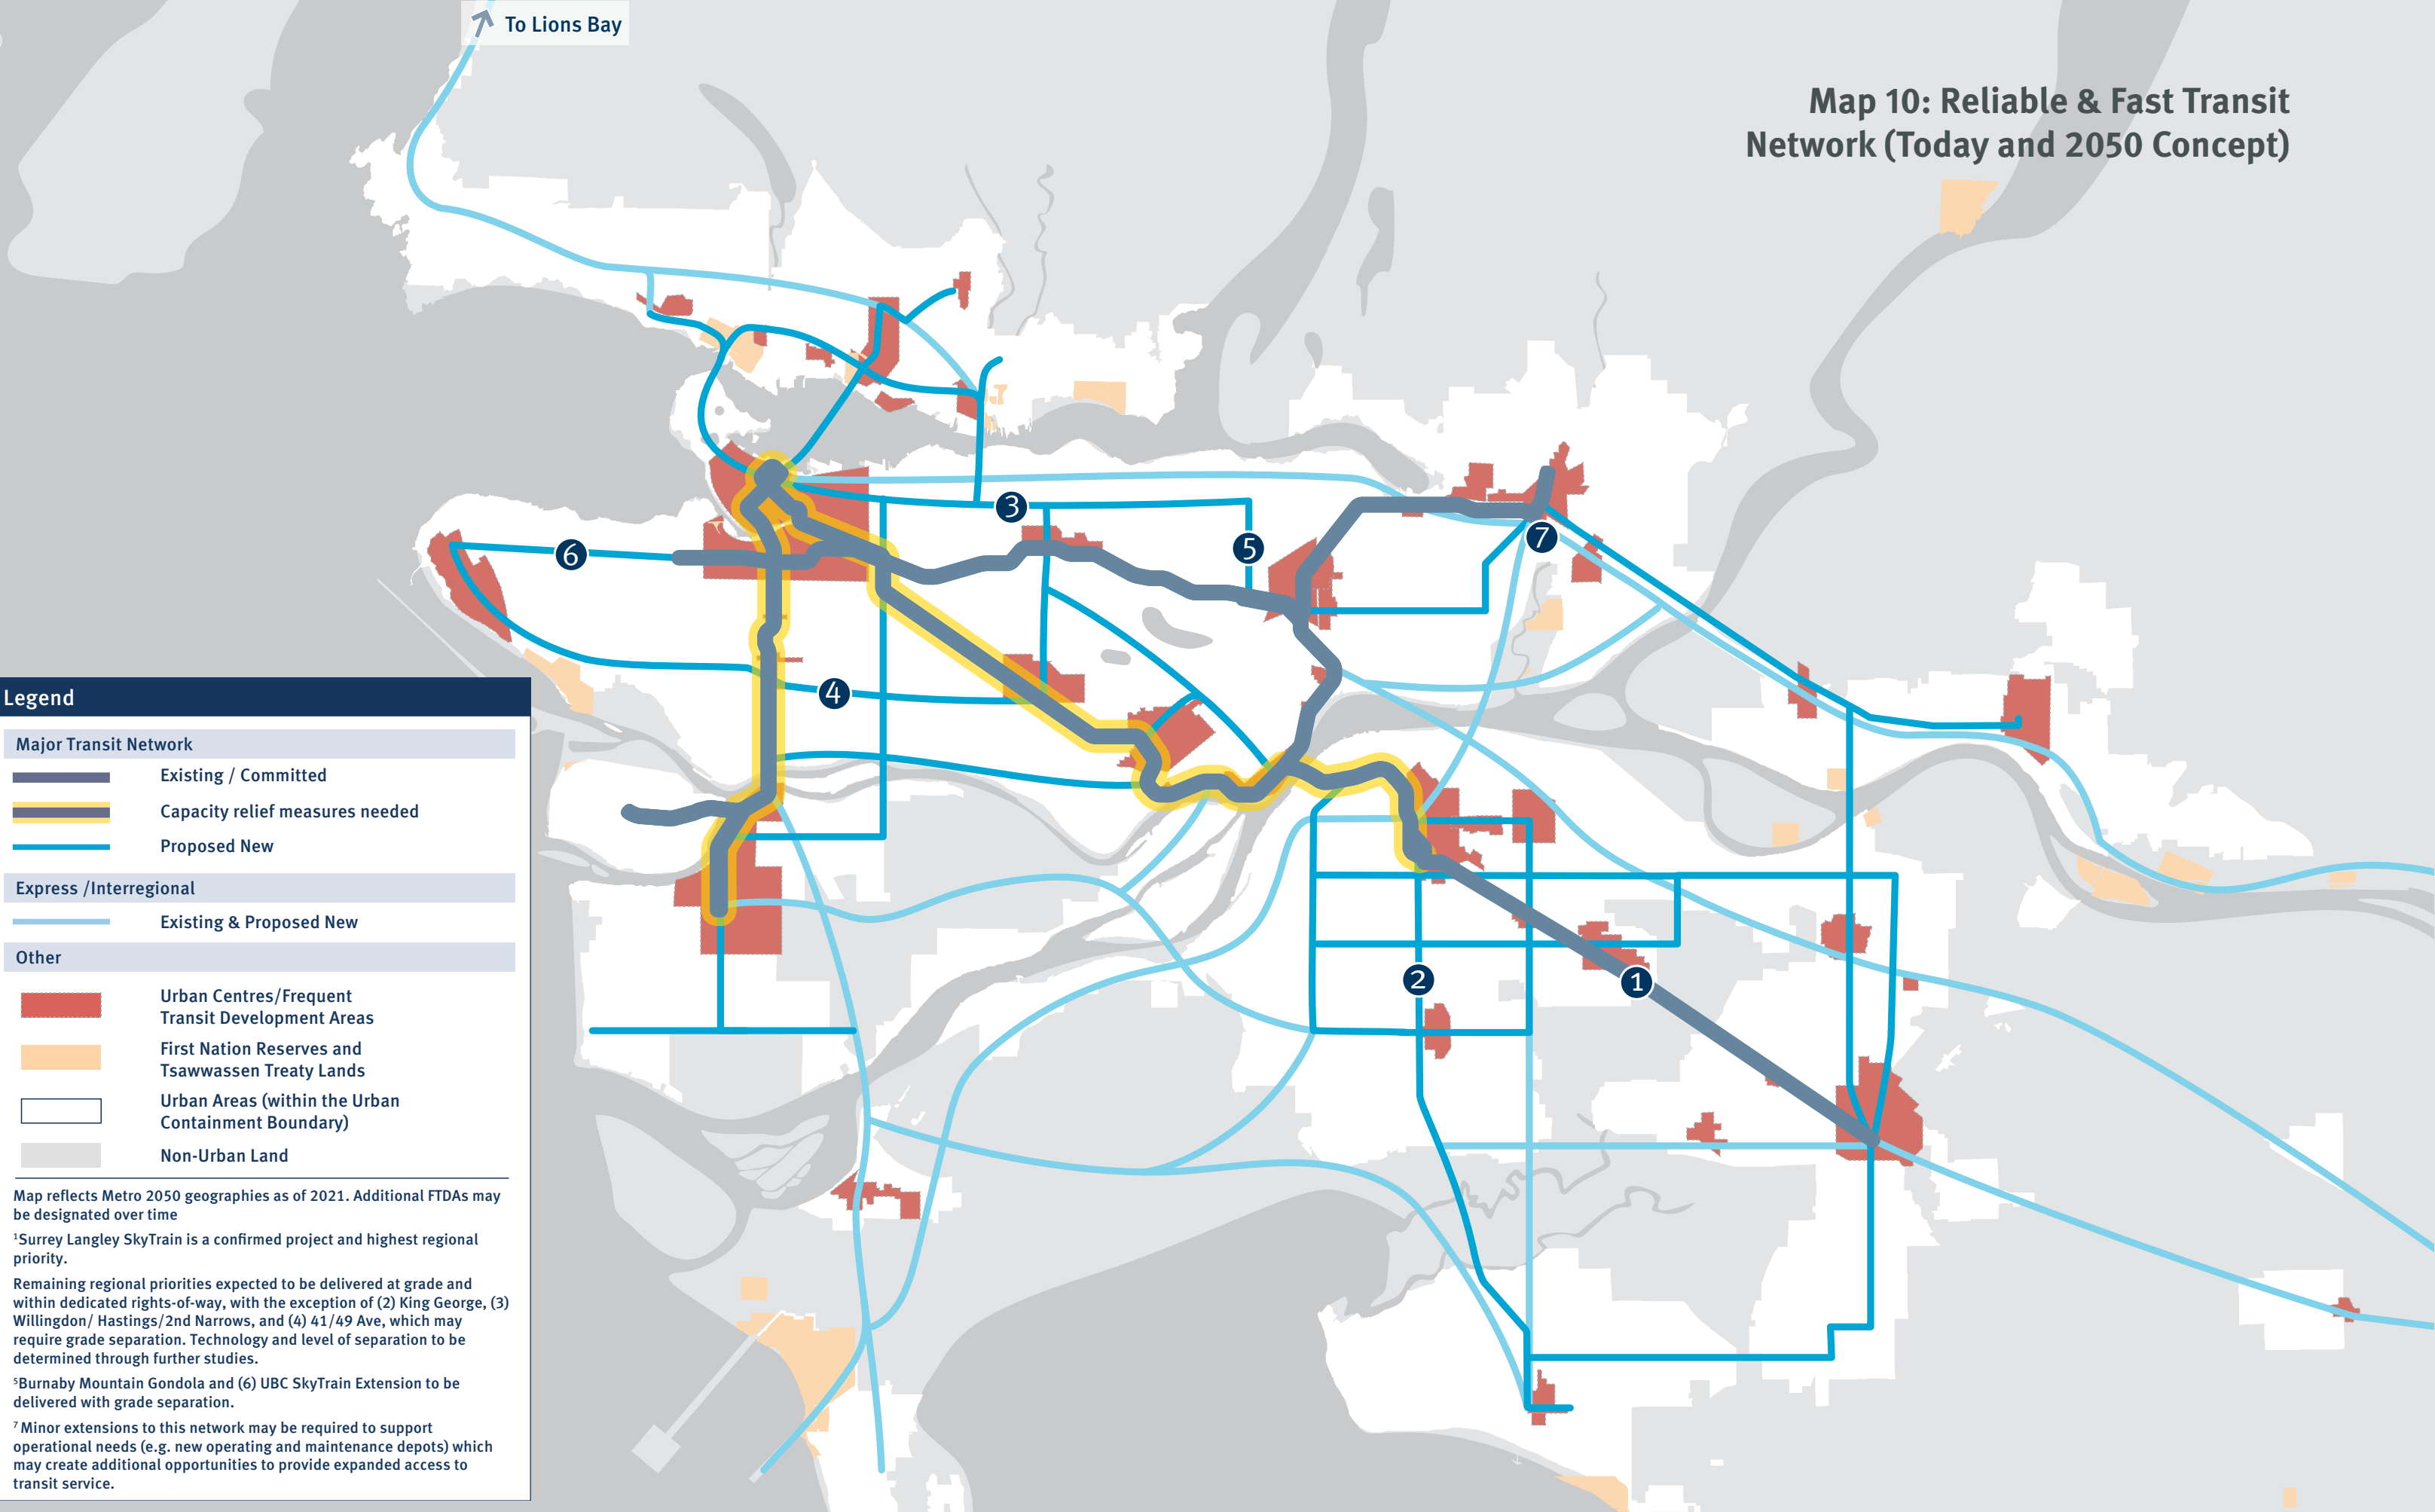 To Lions Bay
Map 10: Reliable & Fast Transit
Network (Today and 2050 Concept)
3
5
7
6
4
2
1
Legend
Major Transit Network
Existing / Committed
Capacity relief measures needed
Proposed New
Express /Interregional
Existing & Proposed New
Other
Urban Centres/Frequent
Transit Development Areas
First Nation Reserves and
Tsawwassen Treaty Lands
Urban Areas (within the Urban
Containment Boundary)
Non-Urban Land
Map reflects Metro 2050 geographies as of 2021. Additional FTDAs may
be designated over time
¹Surrey Langley SkyTrain is a confirmed project and highest regional
priority.
Remaining regional priorities expected to be delivered at grade and
within dedicated rights-of-way, with the exception of (2) King George, (3)
Willingdon/ Hastings/2nd Narrows, and (4) 41/49 Ave, which may
require grade separation. Technology and level of separation to be
determined through further studies.
⁵Burnaby Mountain Gondola and (6) UBC SkyTrain Extension to be
delivered with grade separation.
⁷ Minor extensions to this network may be required to support
operational needs (e.g. new operating and maintenance depots) which
may create additional opportunities to provide expanded access to
transit service.